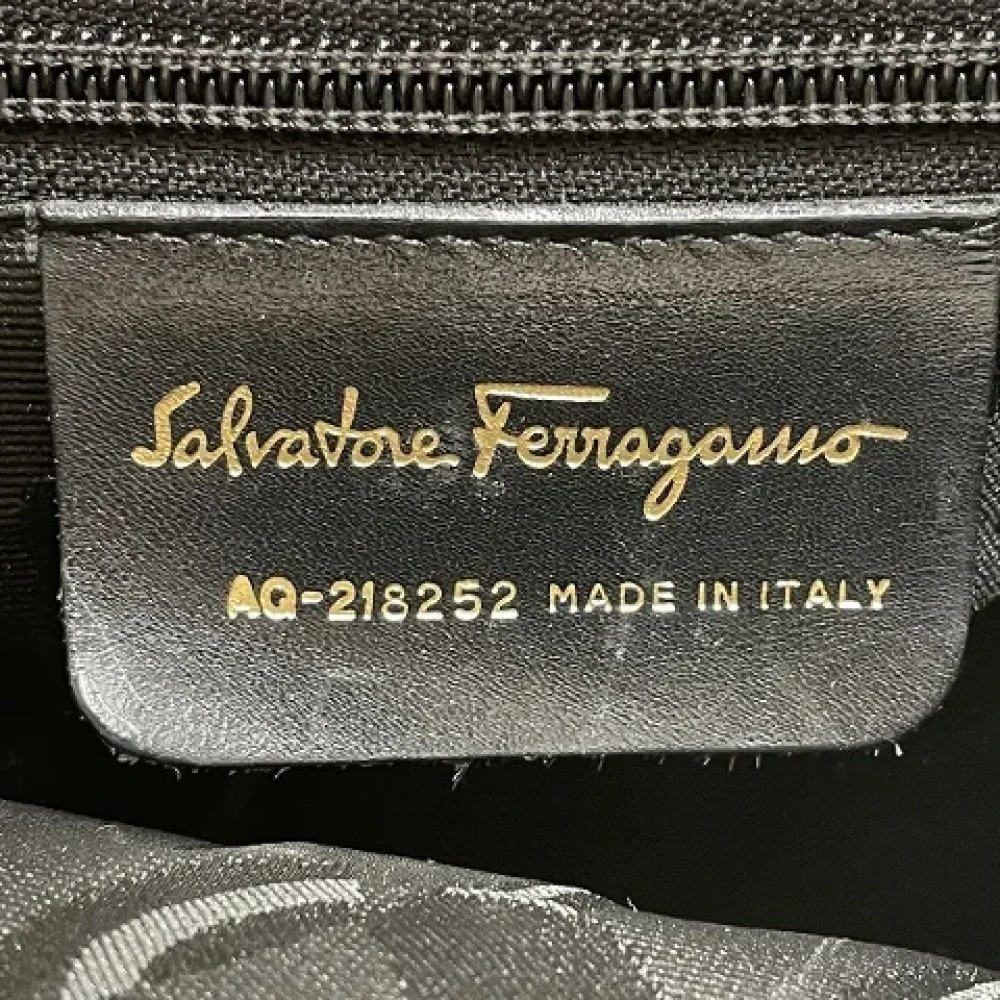 Salvatore Ferragamo
AQ-218252 MADE IN ITALY